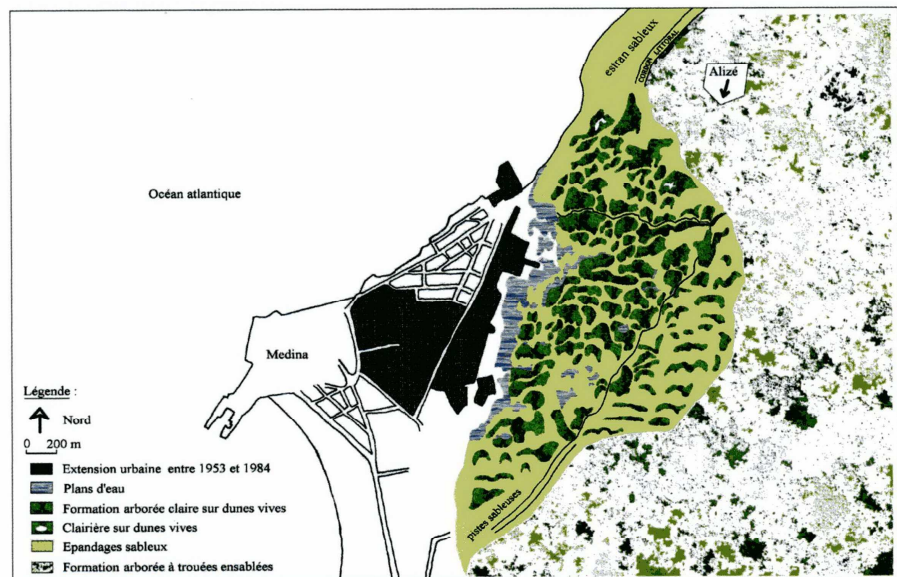 estran sableux
CORDON LITTORAL
Alizé
Océan atlantique
Medina
pistes sableuses
Légende :
Nord
0 200 m
Extension urbaine entre 1953 et 1984
Plans d'eau
Formation arborée claire sur dunes vives
Clairière sur dunes vives
Epandages sableux
Formation arborée à trouées ensablées